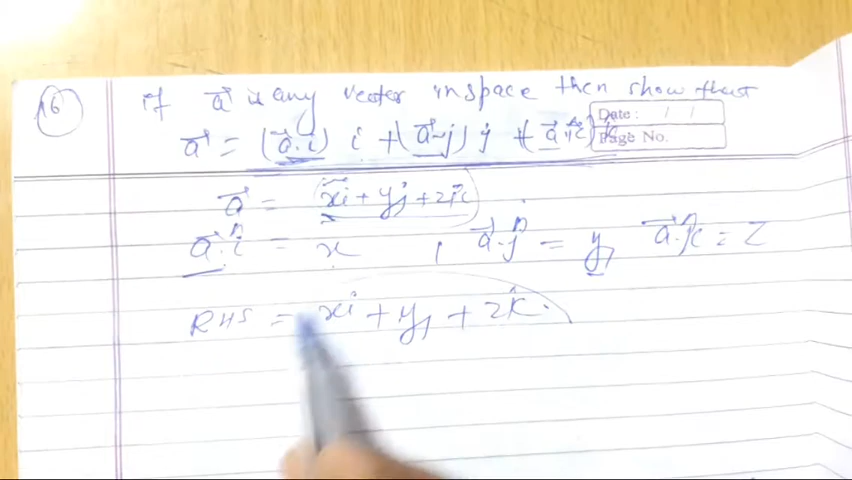 16
if a⃗ is any vector in space then show that
a⃗ = (a⃗.i) i + (a⃗.j) j + (a⃗.k̂) k
Date: / /
Page No.
a⃗ = xi + yj + zk
a⃗.î = x , a⃗.ĵ = y, a⃗.k̂ = z
RHS = xi + yj + zk.